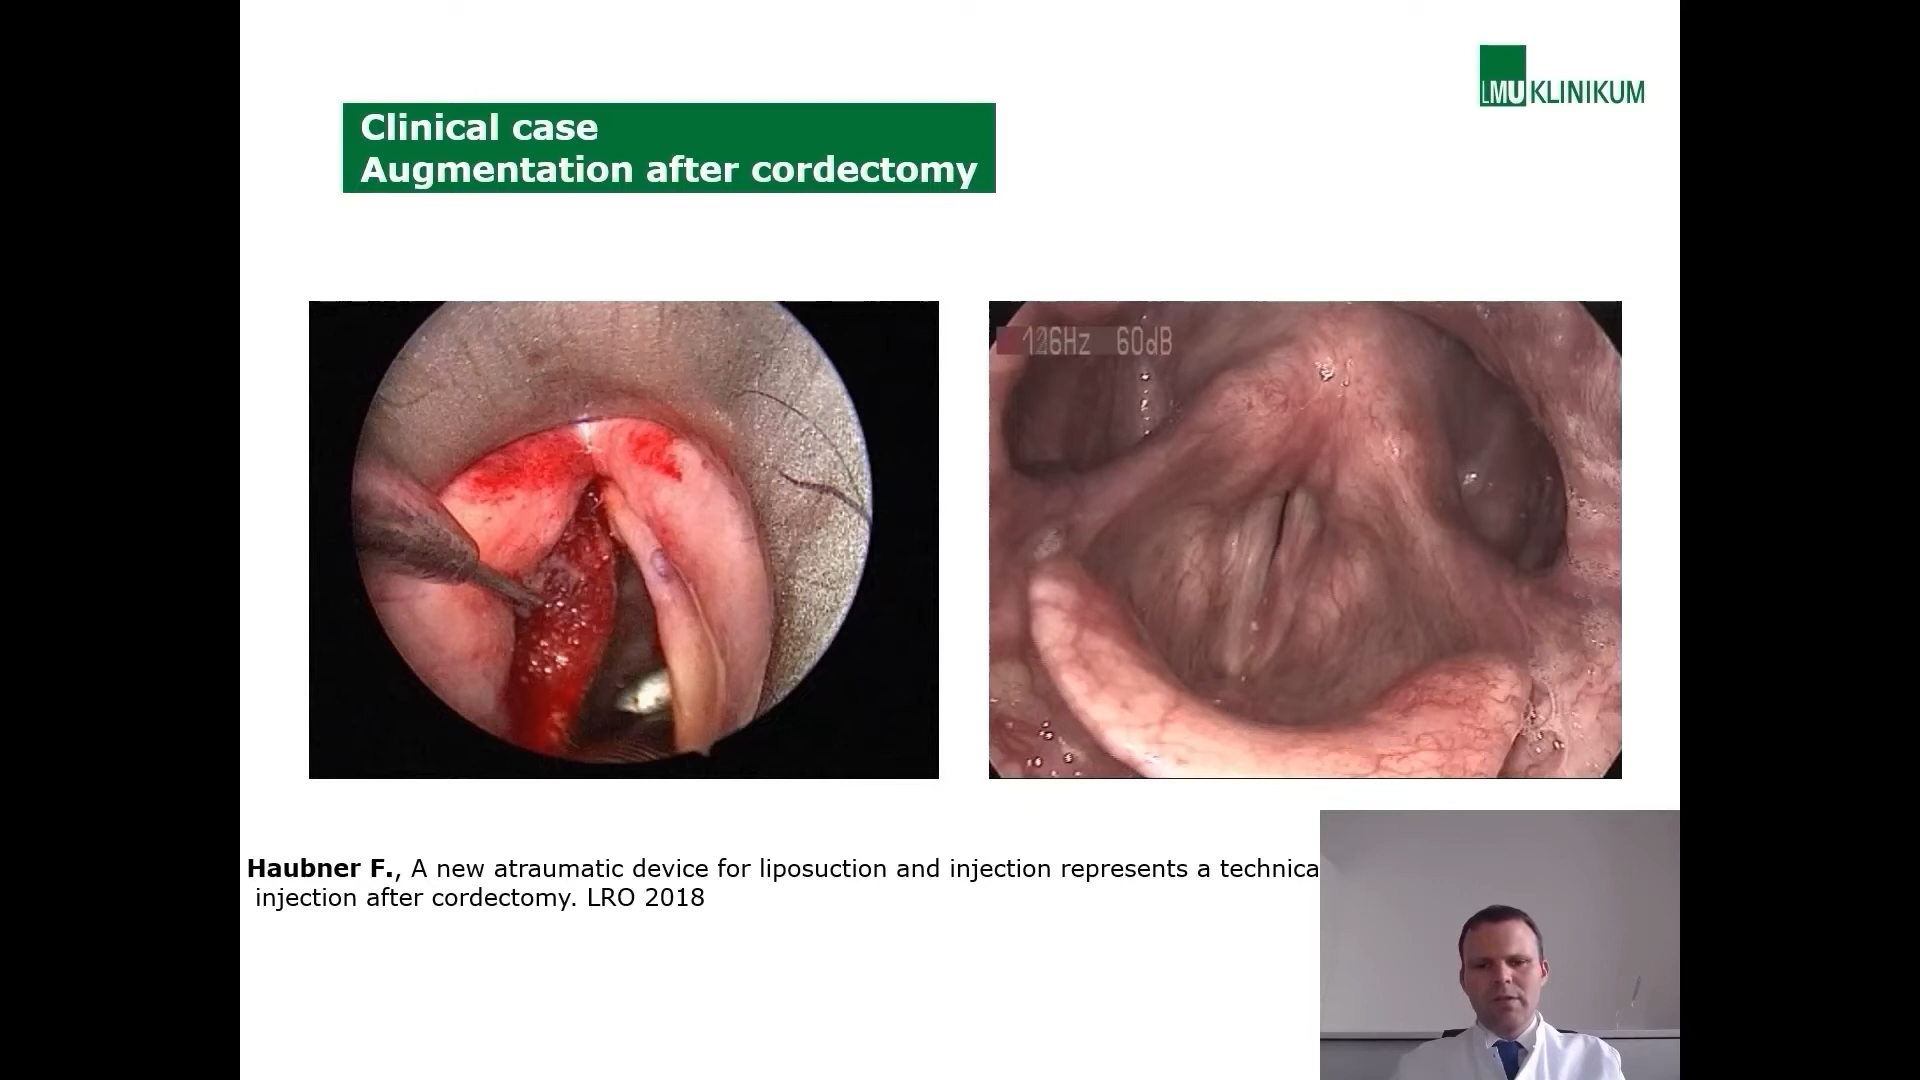 LMU KLINIKUM
Clinical case
Augmentation after cordectomy
60dB
Haubner F., A new atraumatic device for liposuction and injection represents a technica
injection after cordectomy. LRO 2018